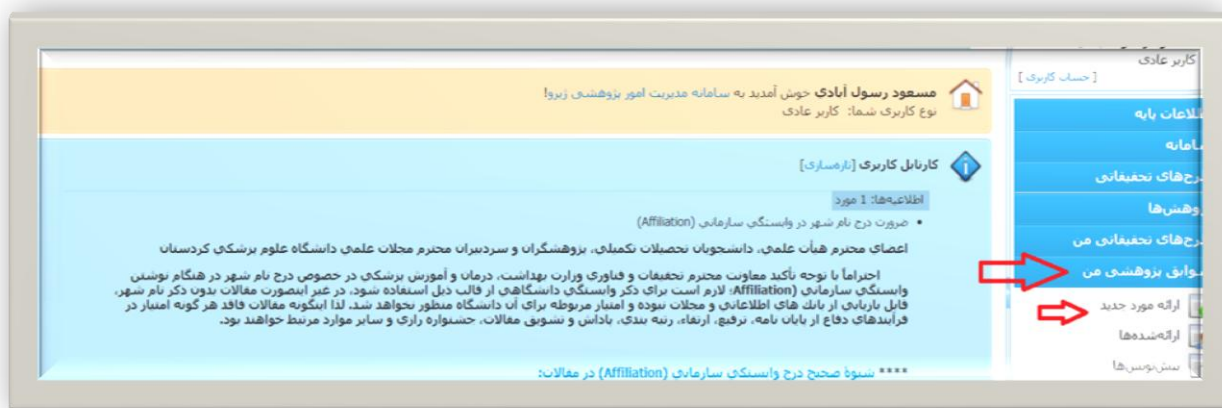 کاربر عادی
[ حساب کاربری ]
اطلاعات پایه
سامانه
طرح‌های تحقیقاتی
پژوهش‌ها
طرح‌های تحقیقاتی من
سوابق پژوهشی من
ارائه مورد جدید
ارائه‌شده‌ها
پیش‌نویس‌ها
مسعود رسول آبادی خوش آمدید به سامانه مدیریت امور پژوهشی ژیرو!
نوع کاربری شما: کاربر عادی
کارتابل کاربری [تازه‌سازی]
اطلاعیه‌ها: 1 مورد
• ضرورت درج نام شهر در وابستگی سازمانی (Affiliation)
اعضای محترم هیأت علمی، دانشجویان تحصیلات تکمیلی، پژوهشگران و سردبیران محترم مجلات علمی دانشگاه علوم پزشکی کردستان
احتراماً با توجه تأکید معاونت محترم تحقیقات و فناوری وزارت بهداشت، درمان و آموزش پزشکی در خصوص درج نام شهر در هنگام نوشتن
وابستگی سازمانی (Affiliation)؛ لازم است برای ذکر وابستگی دانشگاهی از قالب ذیل استفاده شود، در غیر اینصورت مقالات بدون ذکر نام شهر،
قابل بازیابی از بانك های اطلاعاتی و مجلات نبوده و امتیاز مربوطه برای آن دانشگاه منظور نخواهد شد. لذا اینگونه مقالات فاقد هر گونه امتیاز در
فرآیندهای دفاع از پایان نامه، ترفیع، ارتقاء، رتبه بندی، پاداش و تشویق مقالات، جشنواره رازی و سایر موارد مرتبط خواهند بود.
**** شیوۀ صحیح درج وابستگی سازمانی (Affiliation) در مقالات: